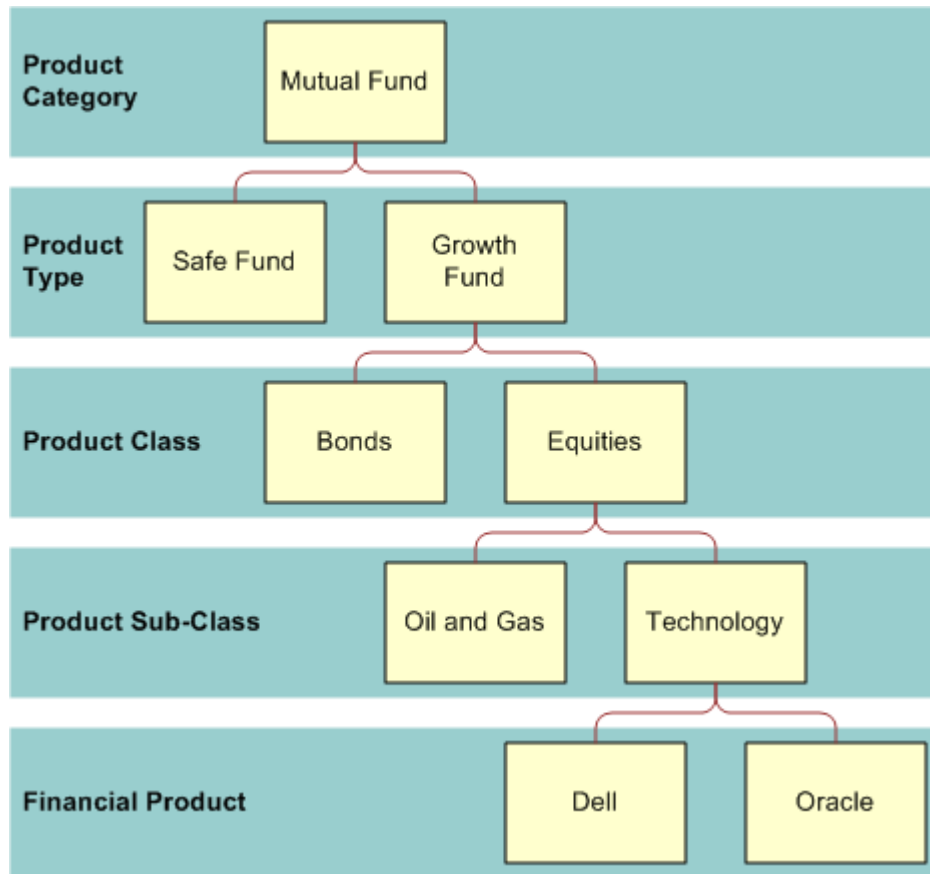 Product
Category
Mutual Fund
Product
Type
Safe Fund
Growth
Fund
Product Class
Bonds
Equities
Product Sub-Class
Oil and Gas
Technology
Financial Product
Dell
Oracle